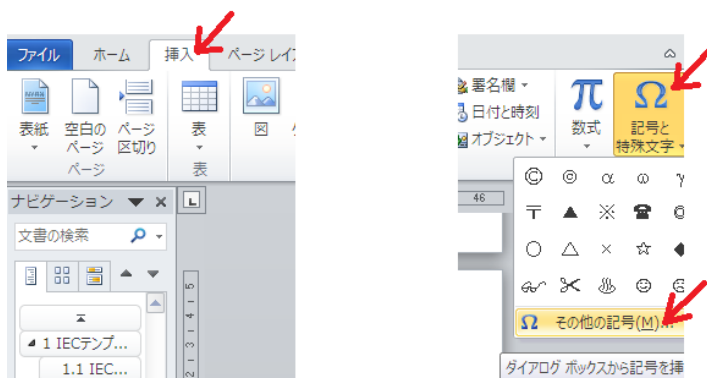 ファイル ホーム 挿入 ページ レイ
表紙 空白の ページ
ページ 区切り
表
図
ページ
表
ナビゲーション
文書の検索
5
4
3
2
1 IECテンプ...
1.1 IEC...
署名欄
日付と時刻
オブジェクト
π
数式
Ω
記号と
特殊文字
© ◎ α ω γ
46
〒 ▲ ※ ☎
○ △ × ☆ ◆
✂ ♨ ☺
Ω その他の記号(M)...
ダイアログ ボックスから記号を挿